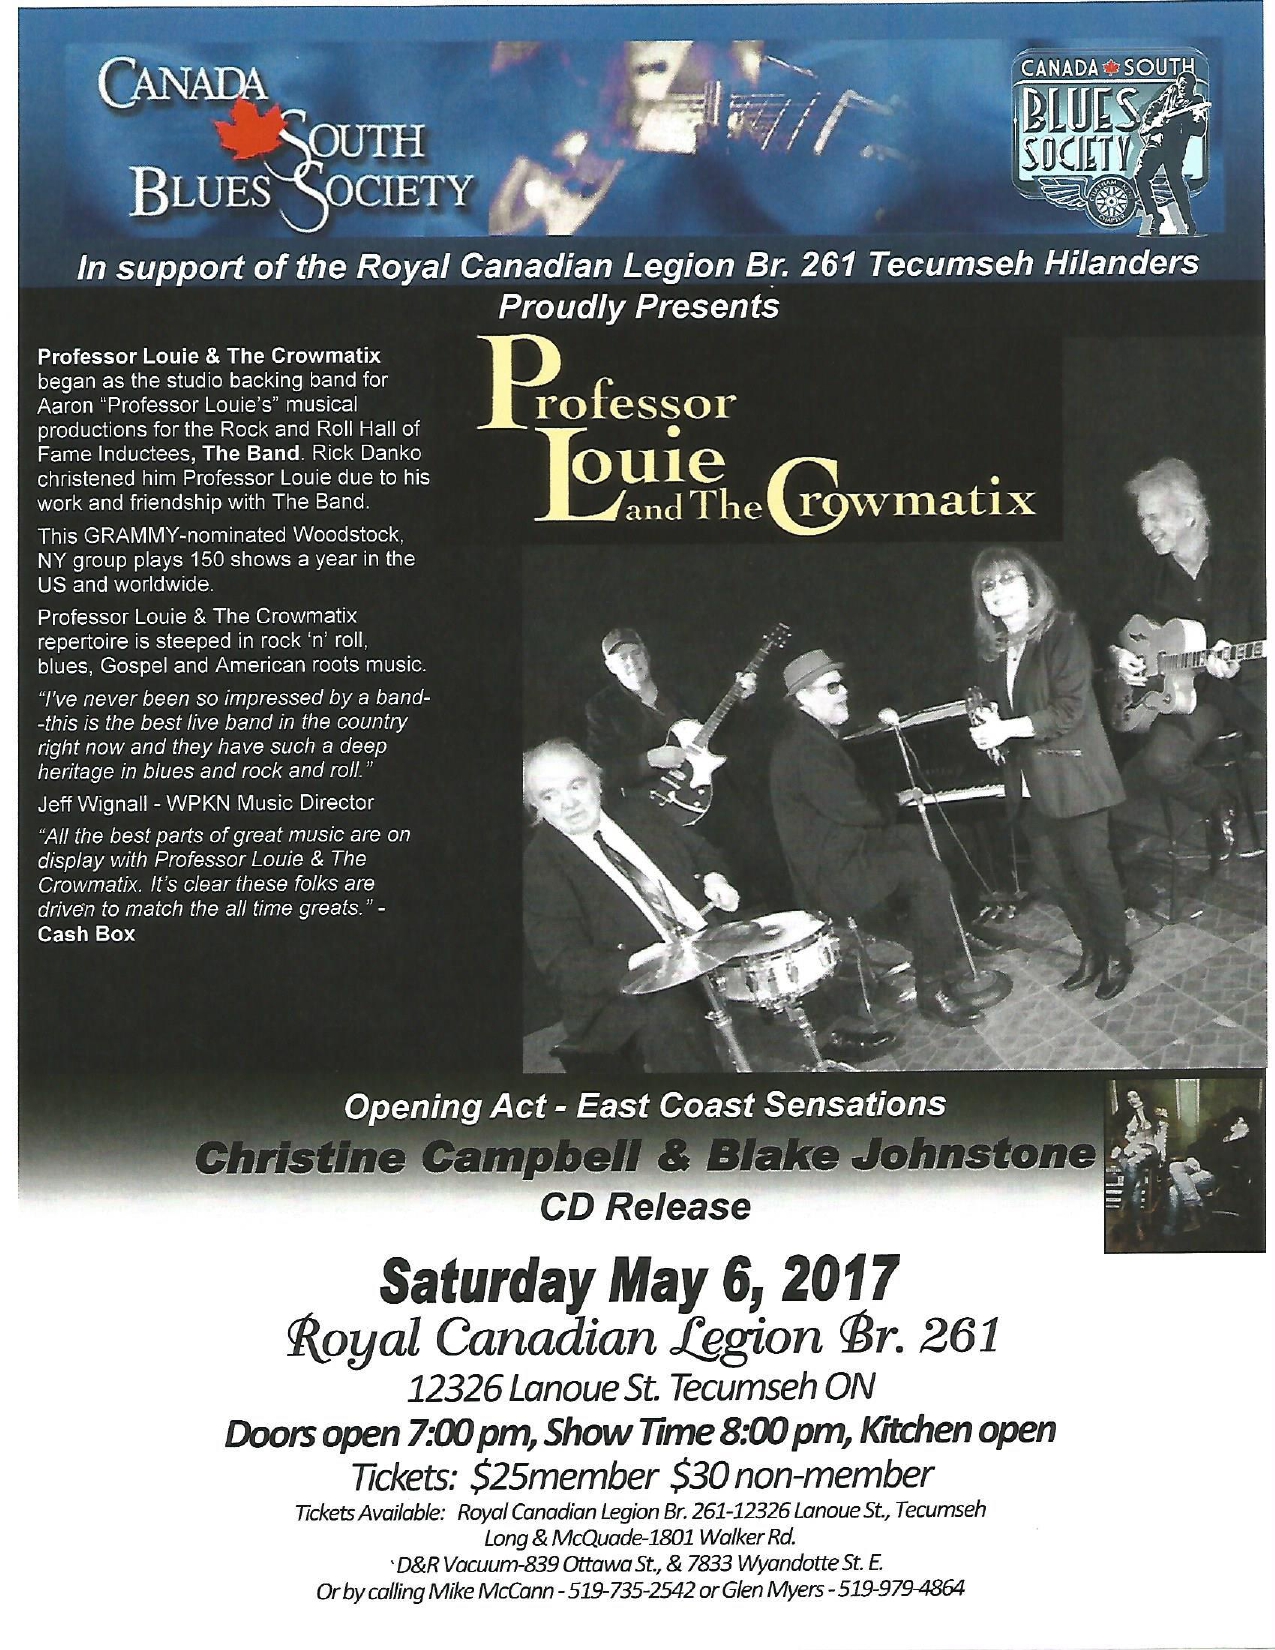 CANADA
SOUTH
BLUES SOCIETY
CANADA SOUTH
BLUES
SOCIETY
In support of the Royal Canadian Legion Br. 261 Tecumseh Hilanders
Proudly Presents
Professor Louie & The Crowmatix
began as the studio backing band for
Aaron “Professor Louie’s” musical
productions for the Rock and Roll Hall of
Fame Inductees, The Band. Rick Danko
christened him Professor Louie due to his
work and friendship with The Band.
This GRAMMY-nominated Woodstock,
NY group plays 150 shows a year in the
US and worldwide.
Professor Louie & The Crowmatix
repertoire is steeped in rock ‘n’ roll,
blues, Gospel and American roots music.
“I’ve never been so impressed by a band-
-this is the best live band in the country
right now and they have such a deep
heritage in blues and rock and roll.”
Jeff Wignall - WPKN Music Director
“All the best parts of great music are on
display with Professor Louie & The
Crowmatix. It’s clear these folks are
driven to match the all time greats.” -
Cash Box
Professor
Louie
and The Crowmatix
Opening Act - East Coast Sensations
Christine Campbell & Blake Johnstone
CD Release
Saturday May 6, 2017
Royal Canadian Legion Br. 261
12326 Lanoue St. Tecumseh ON
Doors open 7:00 pm, Show Time 8:00 pm, Kitchen open
Tickets: $25member $30 non-member
Tickets Available: Royal Canadian Legion Br. 261-12326 Lanoue St., Tecumseh
Long & McQuade-1801 Walker Rd.
D&R Vacuum-839 Ottawa St., & 7833 Wyandotte St. E.
Or by calling Mike McCann - 519-735-2542 or Glen Myers - 519-979-4864